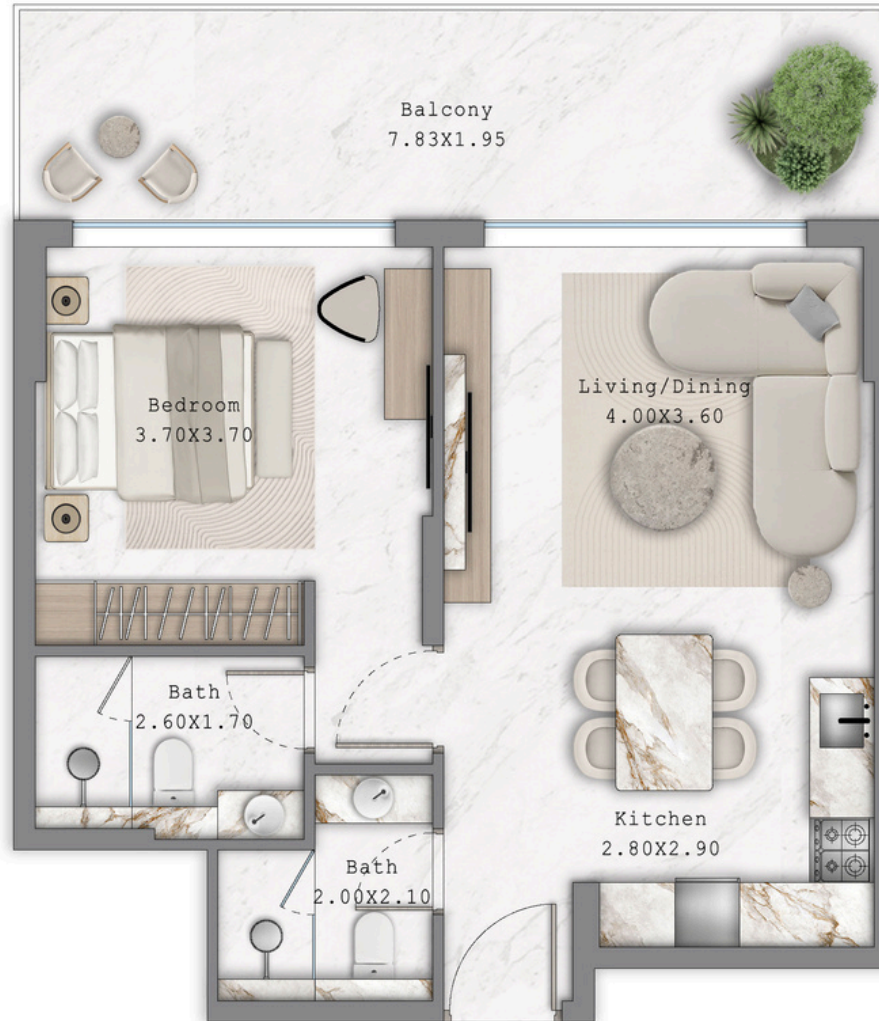 Balcony
7.83X1.95
Bedroom
3.70X3.70
Living/Dining
4.00X3.60
Bath
2.60X1.70
Kitchen
2.80X2.90
Bath
2.00X2.10